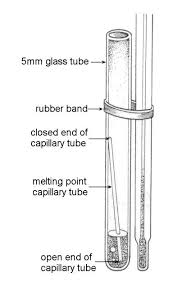 5mm glass tube
rubber band
closed end of
capillary tube
melting point
capillary tube
open end of
capillary tube